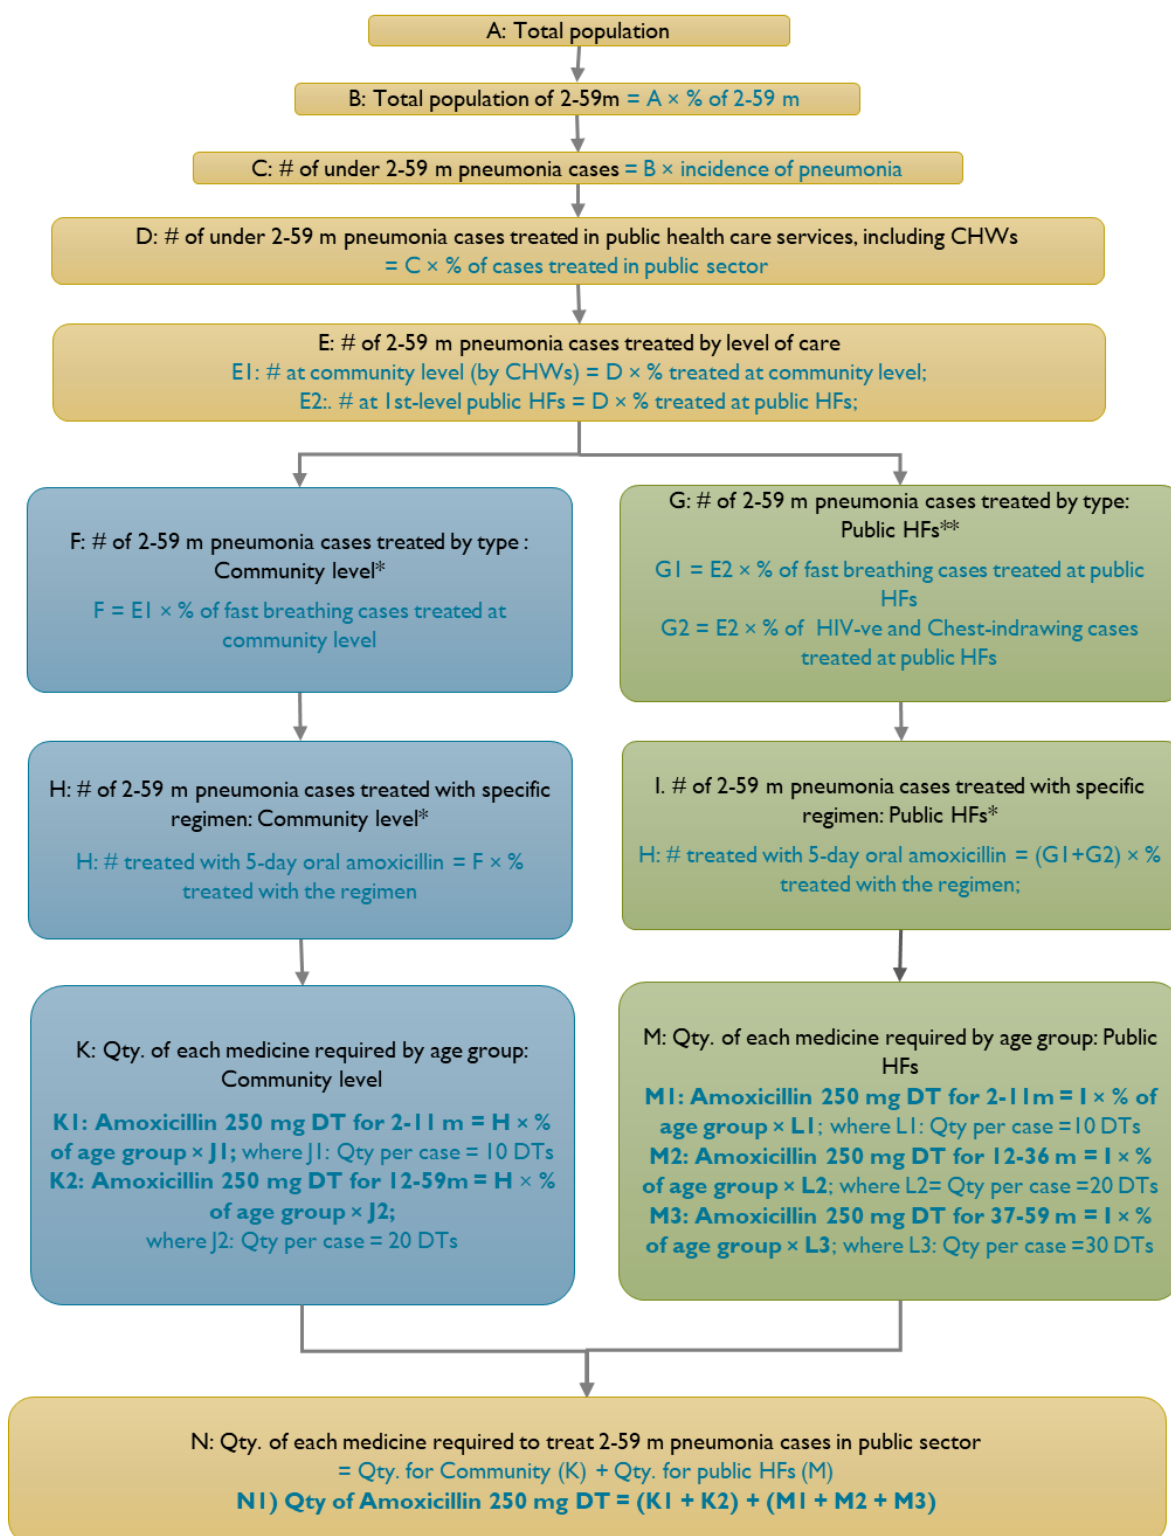 A: Total population
B: Total population of 2-59m = A × % of 2-59 m
C: # of under 2-59 m pneumonia cases = B × incidence of pneumonia
D: # of under 2-59 m pneumonia cases treated in public health care services, including CHWs
= C × % of cases treated in public sector
E: # of 2-59 m pneumonia cases treated by level of care
E1: # at community level (by CHWs) = D × % treated at community level;
E2:. # at 1st-level public HFs = D × % treated at public HFs;
F: # of 2-59 m pneumonia cases treated by type :
Community level*
F = E1 × % of fast breathing cases treated at
community level
G: # of 2-59 m pneumonia cases treated by type:
Public HFs**
G1 = E2 × % of fast breathing cases treated at public
HFs
G2 = E2 × % of HIV-ve and Chest-indrawing cases
treated at public HFs
H: # of 2-59 m pneumonia cases treated with specific
regimen: Community level*
H: # treated with 5-day oral amoxicillin = F × %
treated with the regimen
I. # of 2-59 m pneumonia cases treated with specific
regimen: Public HFs*
H: # treated with 5-day oral amoxicillin = (G1+G2) × %
treated with the regimen;
K: Qty. of each medicine required by age group:
Community level
K1: Amoxicillin 250 mg DT for 2-11 m = H × %
of age group × J1; where J1: Qty per case = 10 DTs
K2: Amoxicillin 250 mg DT for 12-59m = H × %
of age group × J2;
where J2: Qty per case = 20 DTs
M: Qty. of each medicine required by age group: Public
HFs
M1: Amoxicillin 250 mg DT for 2-11m = I × % of
age group × L1; where L1: Qty per case =10 DTs
M2: Amoxicillin 250 mg DT for 12-36 m = I × %
of age group × L2; where L2= Qty per case =20 DTs
M3: Amoxicillin 250 mg DT for 37-59 m = I × %
of age group × L3; where L3: Qty per case =30 DTs
N: Qty. of each medicine required to treat 2-59 m pneumonia cases in public sector
= Qty. for Community (K) + Qty. for public HFs (M)
N1) Qty of Amoxicillin 250 mg DT = (K1 + K2) + (M1 + M2 + M3)